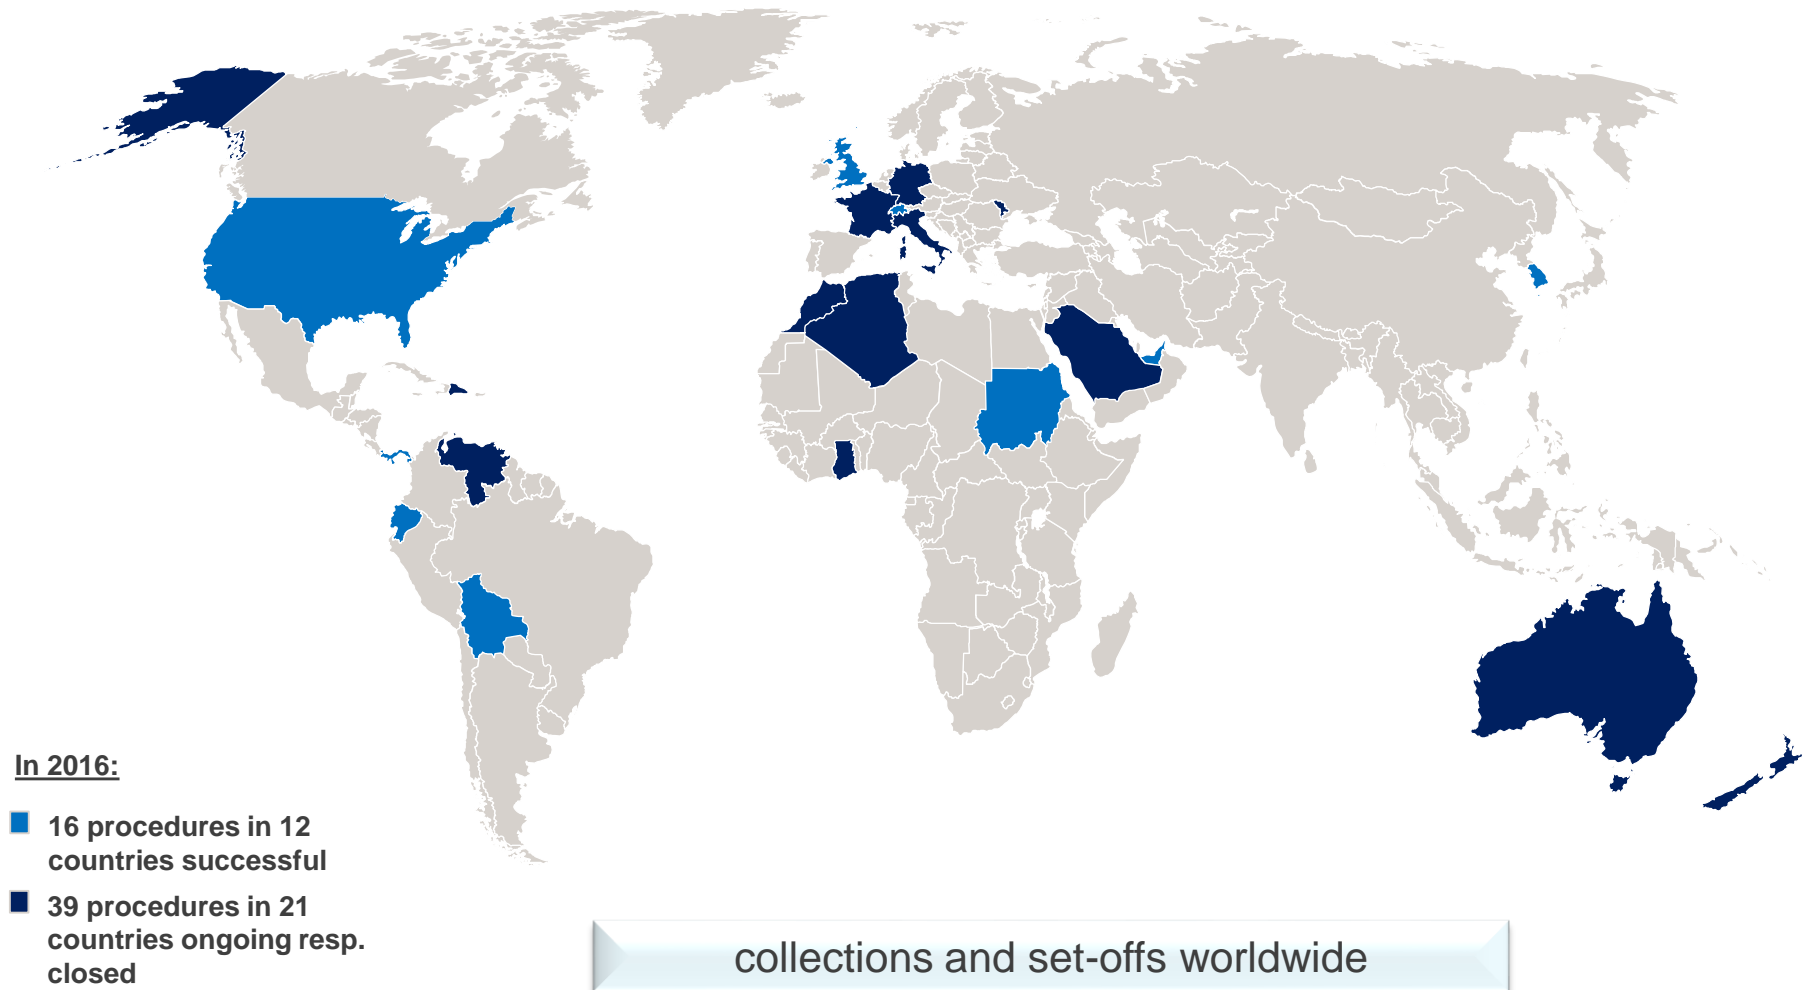 In 2016:
16 procedures in 12
countries successful
39 procedures in 21
countries ongoing resp.
closed
collections and set-offs worldwide